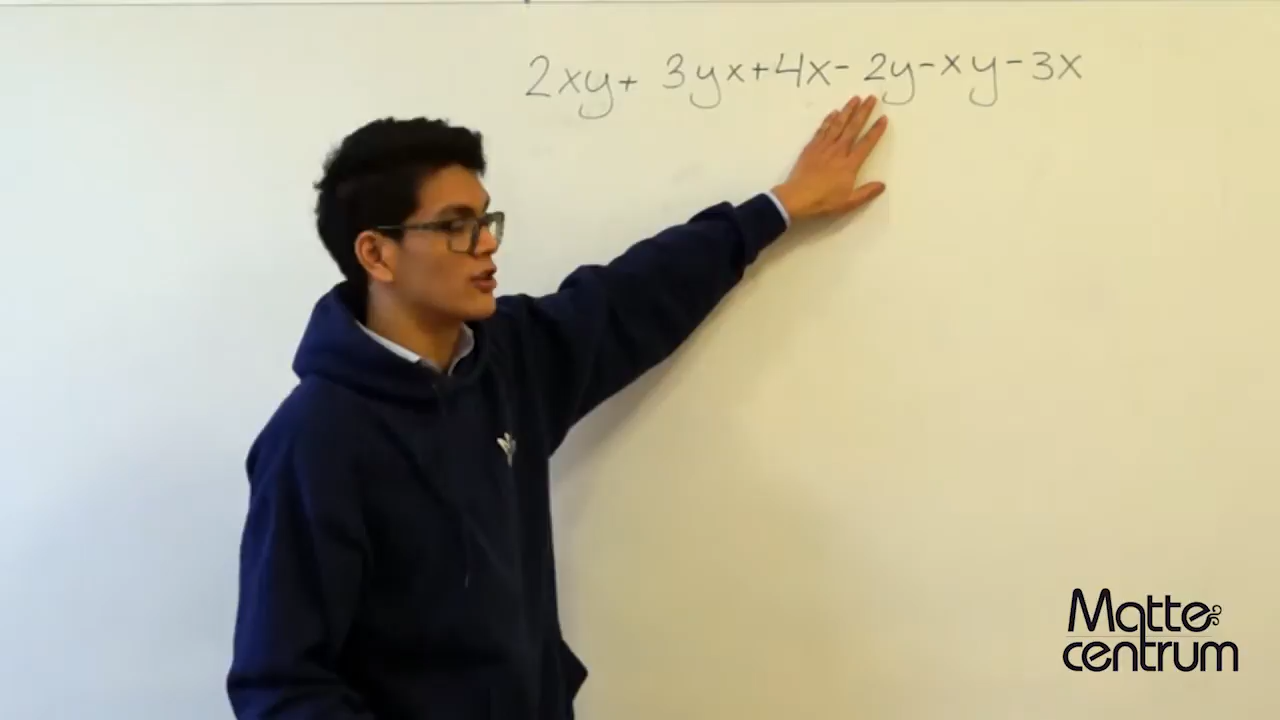 2xy + 3yx + 4x - 2y - xy - 3x
Matte
centrum